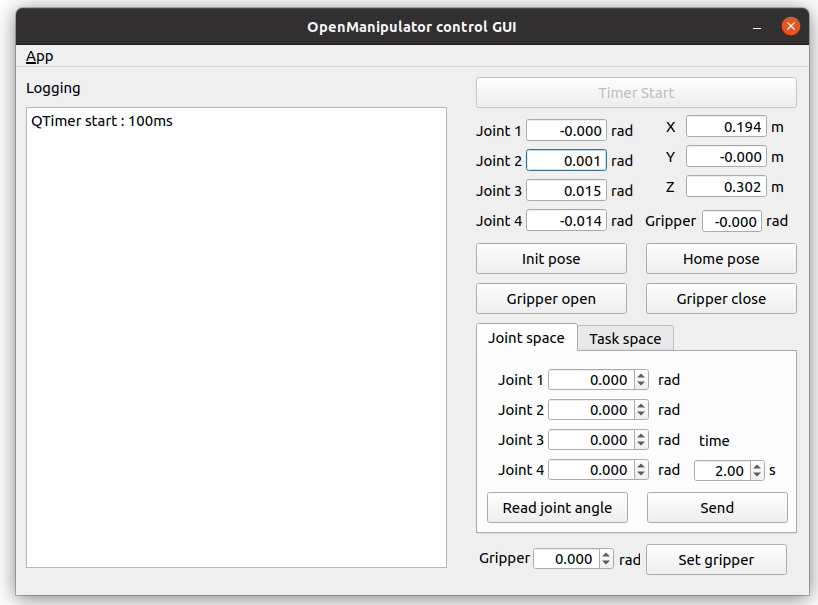 OpenManipulator control GUI
App
Logging
QTimer start : 100ms
Timer Start
Joint 1 -0.000 rad X 0.194 m
Joint 2 0.001 rad Y -0.000 m
Joint 3 0.015 rad Z 0.302 m
Joint 4 -0.014 rad Gripper -0.000 rad
Init pose Home pose
Gripper open Gripper close
Joint space Task space
Joint 1 0.000 rad
Joint 2 0.000 rad
Joint 3 0.000 rad time
Joint 4 0.000 rad 2.00 s
Read joint angle Send
Gripper 0.000 rad Set gripper